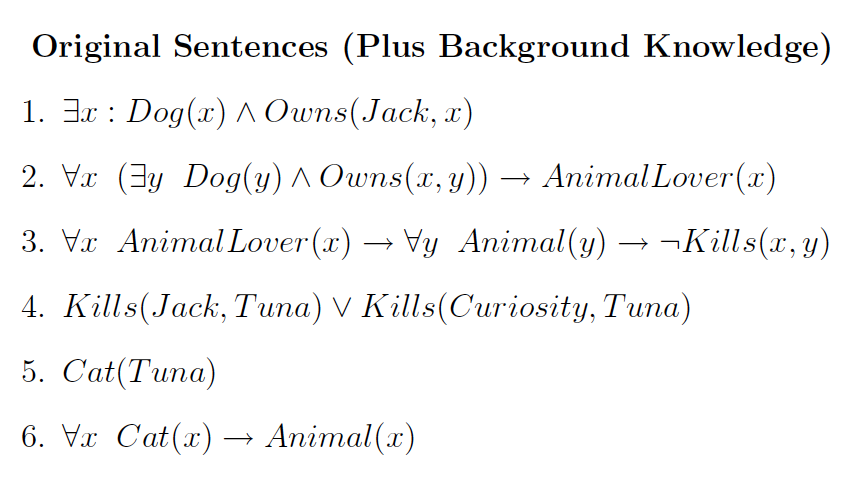 Original Sentences (Plus Background Knowledge)
1. ∃x : Dog(x) ∧ Owns(Jack, x)
2. ∀x (∃y Dog(y) ∧ Owns(x, y)) → AnimalLover(x)
3. ∀x AnimalLover(x) → ∀y Animal(y) → ¬Kills(x, y)
4. Kills(Jack, Tuna) ∨ Kills(Curiosity, Tuna)
5. Cat(Tuna)
6. ∀x Cat(x) → Animal(x)